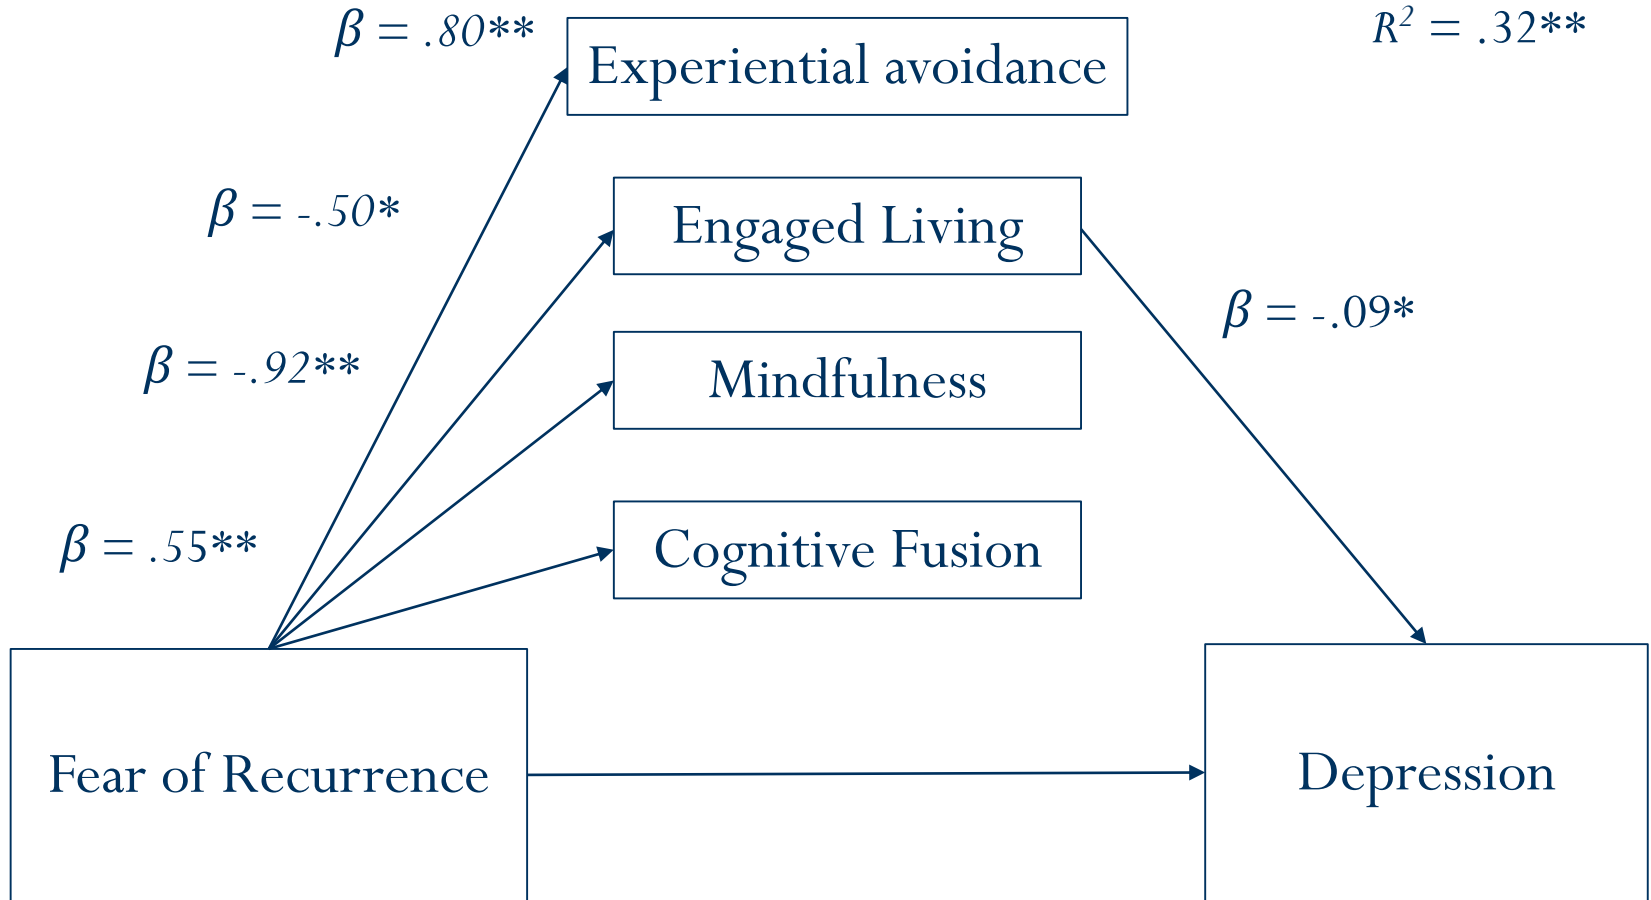 β = .80**
R² = .32**
Experiential avoidance
β = -.50*
Engaged Living
β = -.09*
β = -.92**
Mindfulness
β = .55**
Cognitive Fusion
Fear of Recurrence
Depression